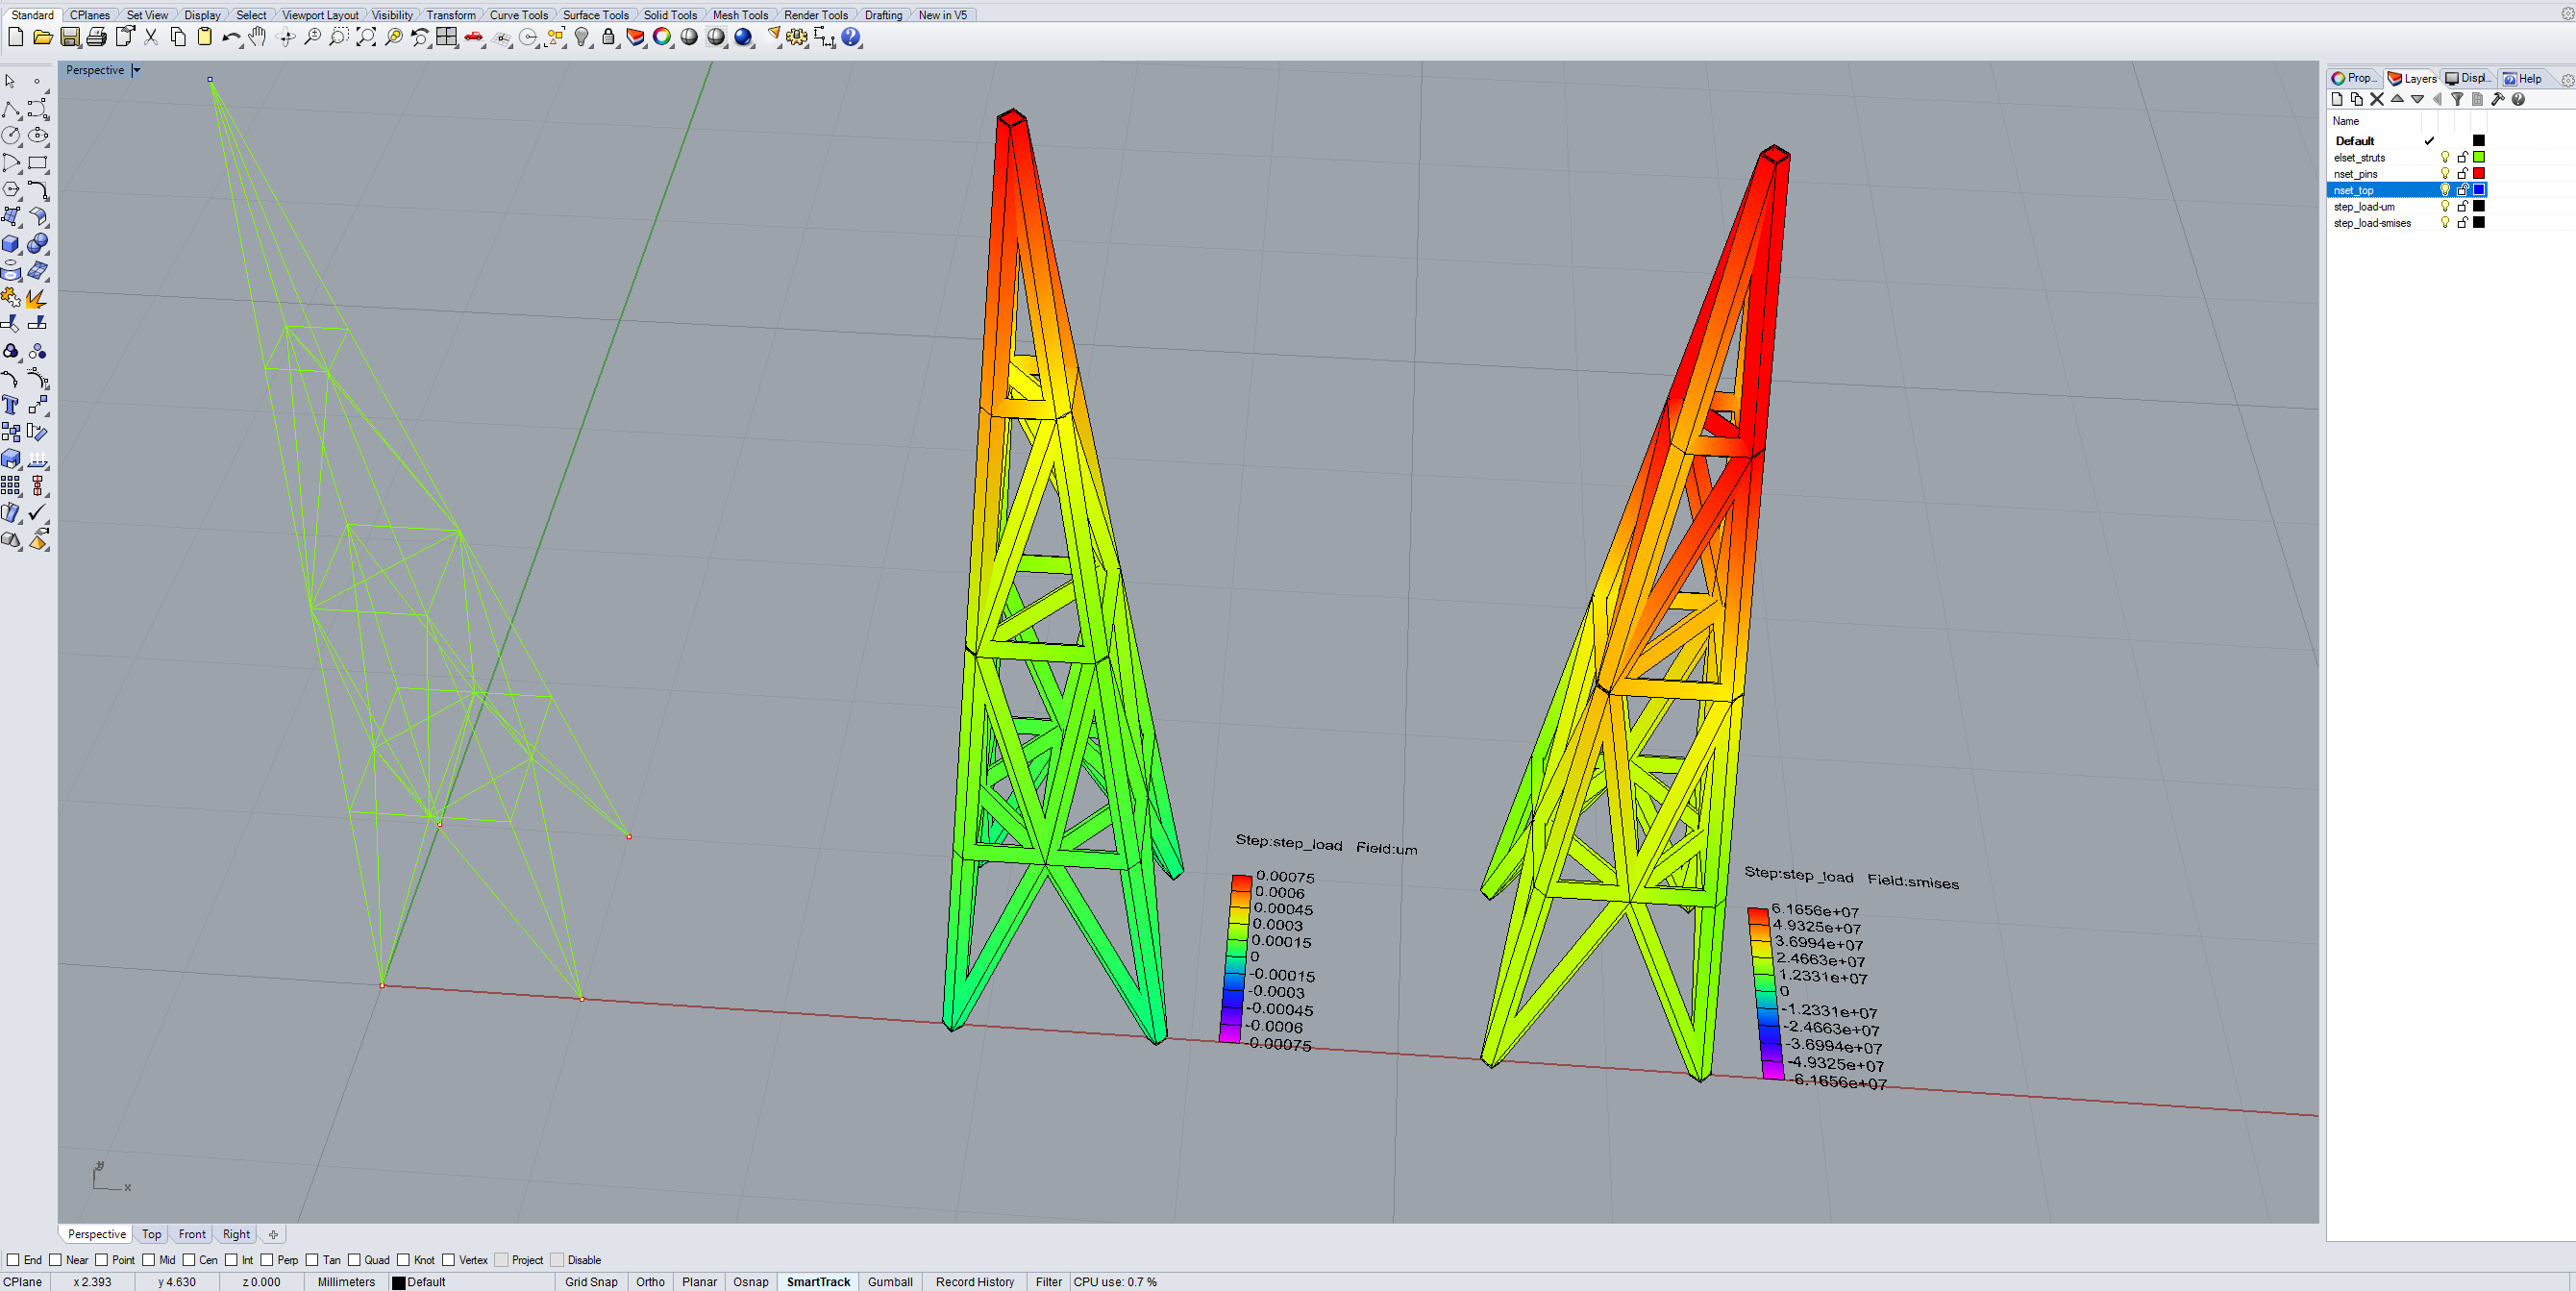 Standard CPlanes Set View Display Select Viewport Layout Visibility Transform Curve Tools Surface Tools Solid Tools Mesh Tools Render Tools Drafting New in V5
Perspective
Prop... Layers Displ... Help
Name
Default
elset_struts
nset_pins
nset_top
step_load-um
step_load-smises
Step:step_load Field:um
0.00075
0.0006
0.00045
0.0003
0.00015
0
-0.00015
-0.0003
-0.00045
-0.0006
-0.00075
Step:step_load Field:smises
6.1656e+07
4.9325e+07
3.6994e+07
2.4663e+07
1.2331e+07
0
-1.2331e+07
-2.4663e+07
-3.6994e+07
-4.9325e+07
-6.1656e+07
y
x
Perspective Top Front Right
End Near Point Mid Cen Int Perp Tan Quad Knot Vertex Project Disable
CPlane x 2.393 y 4.630 z 0.000 Millimeters Default Grid Snap Ortho Planar Osnap SmartTrack Gumball Record History Filter CPU use: 0.7 %